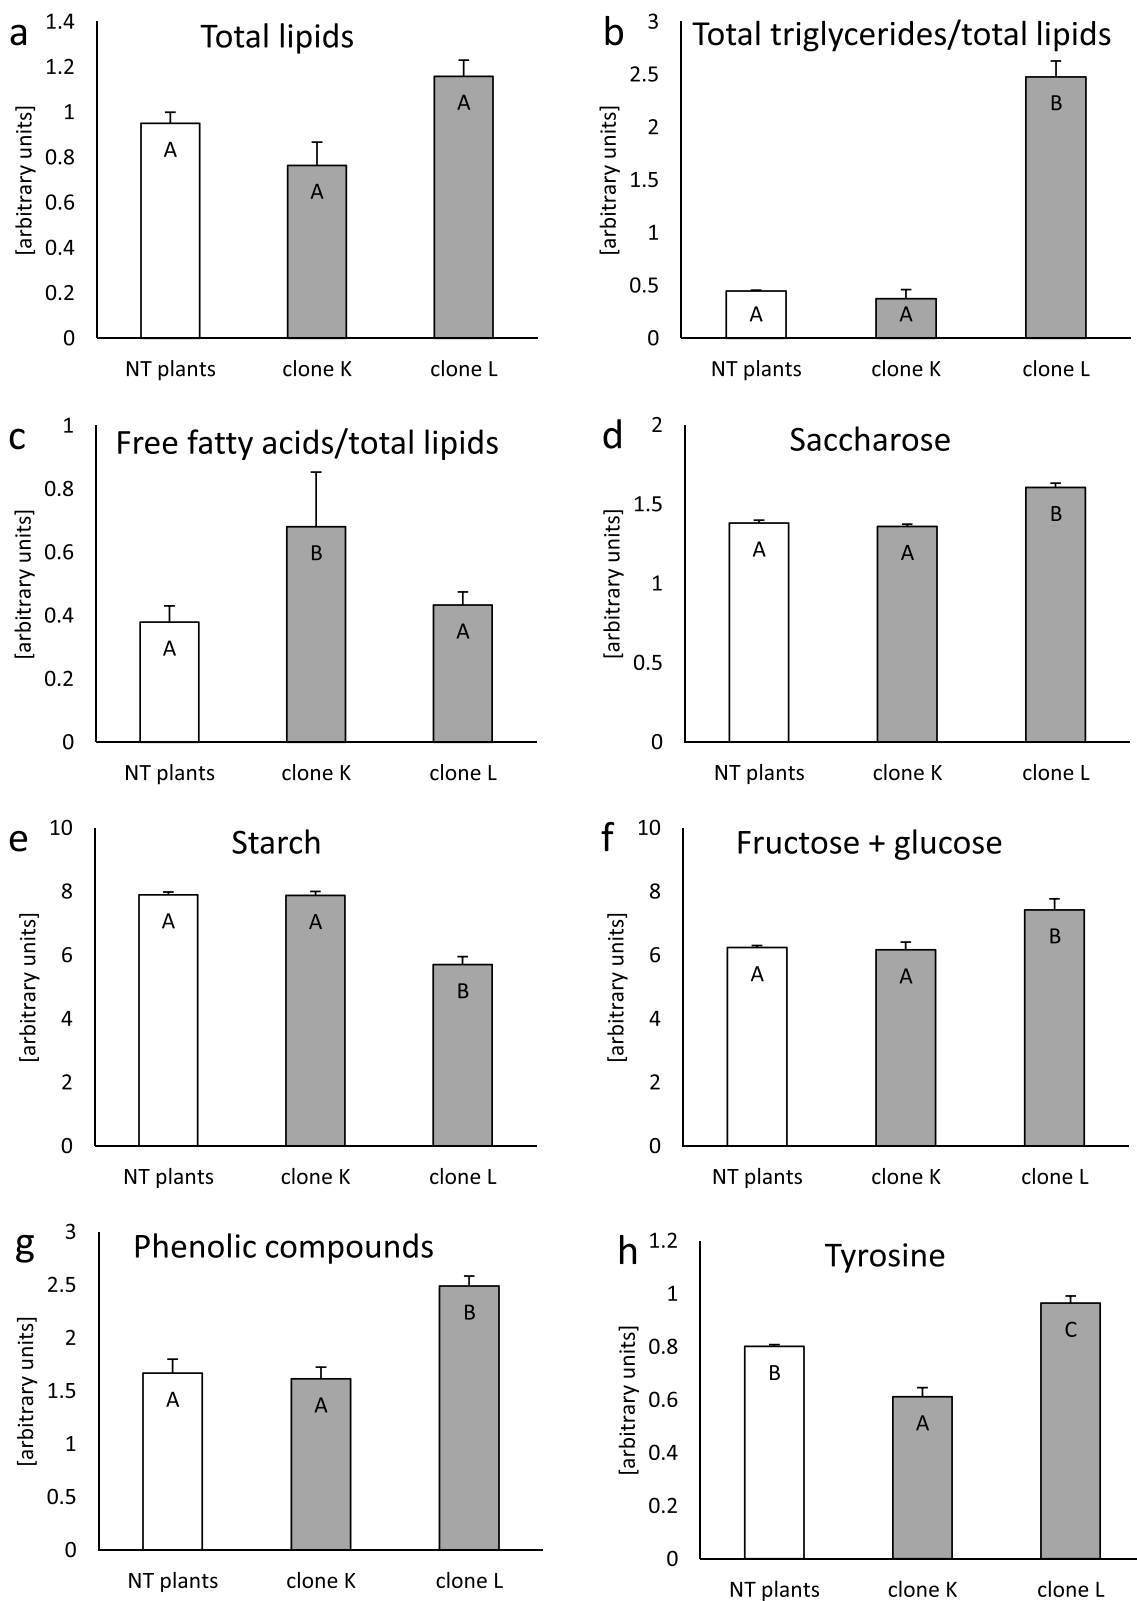 a
Total lipids
[arbitrary units]
1.4
1.2
1
0.8
0.6
0.4
0.2
0
A
A
A
NT plants clone K clone L
b
Total triglycerides/total lipids
[arbitrary units]
3
2.5
2
1.5
1
0.5
0
A
A
B
NT plants clone K clone L
c
Free fatty acids/total lipids
[arbitrary units]
1
0.8
0.6
0.4
0.2
0
A
B
A
NT plants clone K clone L
d
Saccharose
[arbitrary units]
2
1.5
1
0.5
0
A
A
B
NT plants clone K clone L
e
Starch
[arbitrary units]
10
8
6
4
2
0
A
A
B
NT plants clone K clone L
f
Fructose + glucose
[arbitrary units]
10
8
6
4
2
0
A
A
B
NT plants clone K clone L
g
Phenolic compounds
[arbitrary units]
3
2.5
2
1.5
1
0.5
0
A
A
B
NT plants clone K clone L
h
Tyrosine
[arbitrary units]
1.2
1
0.8
0.6
0.4
0.2
0
B
A
C
NT plants clone K clone L